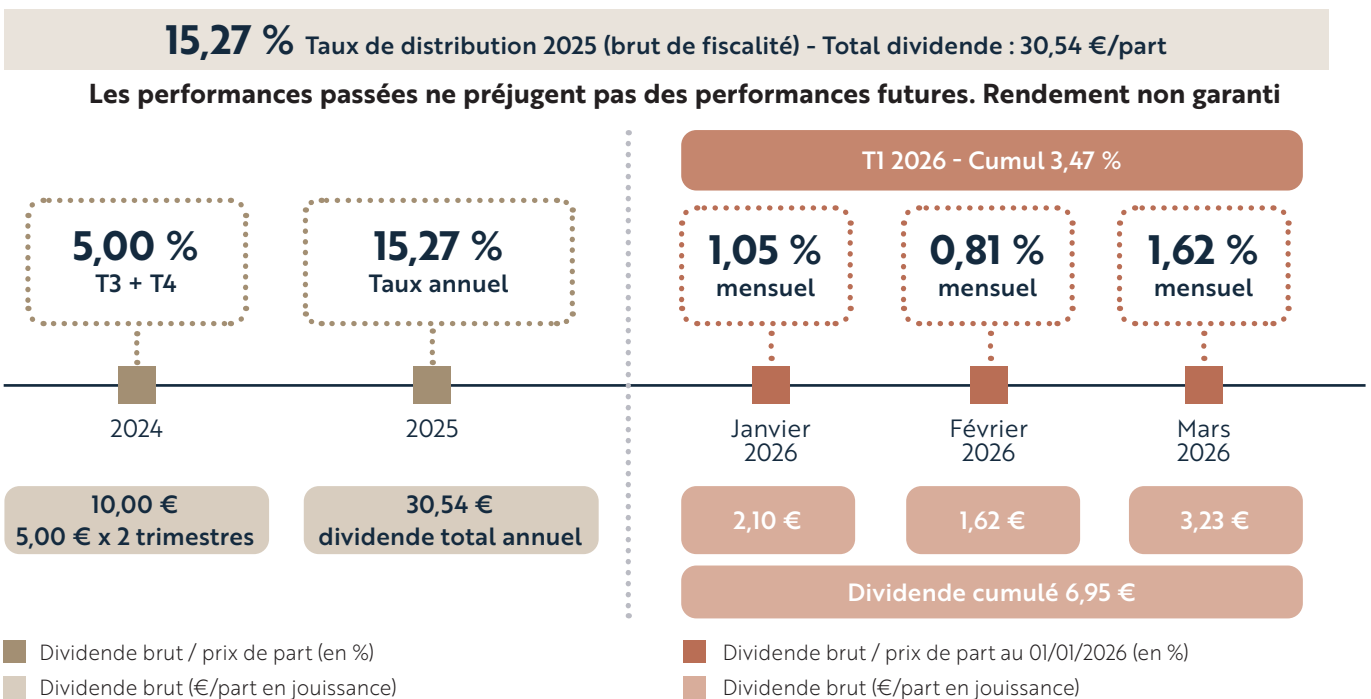 15,27 % Taux de distribution 2025 (brut de fiscalité) - Total dividende : 30,54 €/part
Les performances passées ne préjugent pas des performances futures. Rendement non garanti
5,00 %
T3 + T4
15,27 %
Taux annuel
2024
2025
10,00 €
5,00 € x 2 trimestres
30,54 €
dividende total annuel
Dividende brut / prix de part (en %)
Dividende brut (€/part en jouissance)
T1 2026 - Cumul 3,47 %
1,05 %
mensuel
0,81 %
mensuel
1,62 %
mensuel
Janvier
2026
Février
2026
Mars
2026
2,10 €
1,62 €
3,23 €
Dividende cumulé 6,95 €
Dividende brut / prix de part au 01/01/2026 (en %)
Dividende brut (€/part en jouissance)